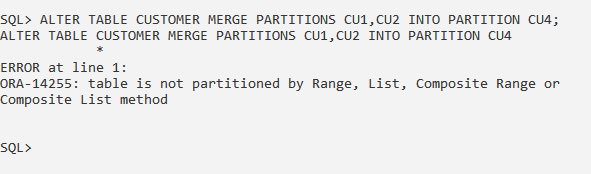 SQL> ALTER TABLE CUSTOMER MERGE PARTITIONS CU1,CU2 INTO PARTITION CU4;
ALTER TABLE CUSTOMER MERGE PARTITIONS CU1,CU2 INTO PARTITION CU4
            *
ERROR at line 1:
ORA-14255: table is not partitioned by Range, List, Composite Range or
Composite List method
SQL>